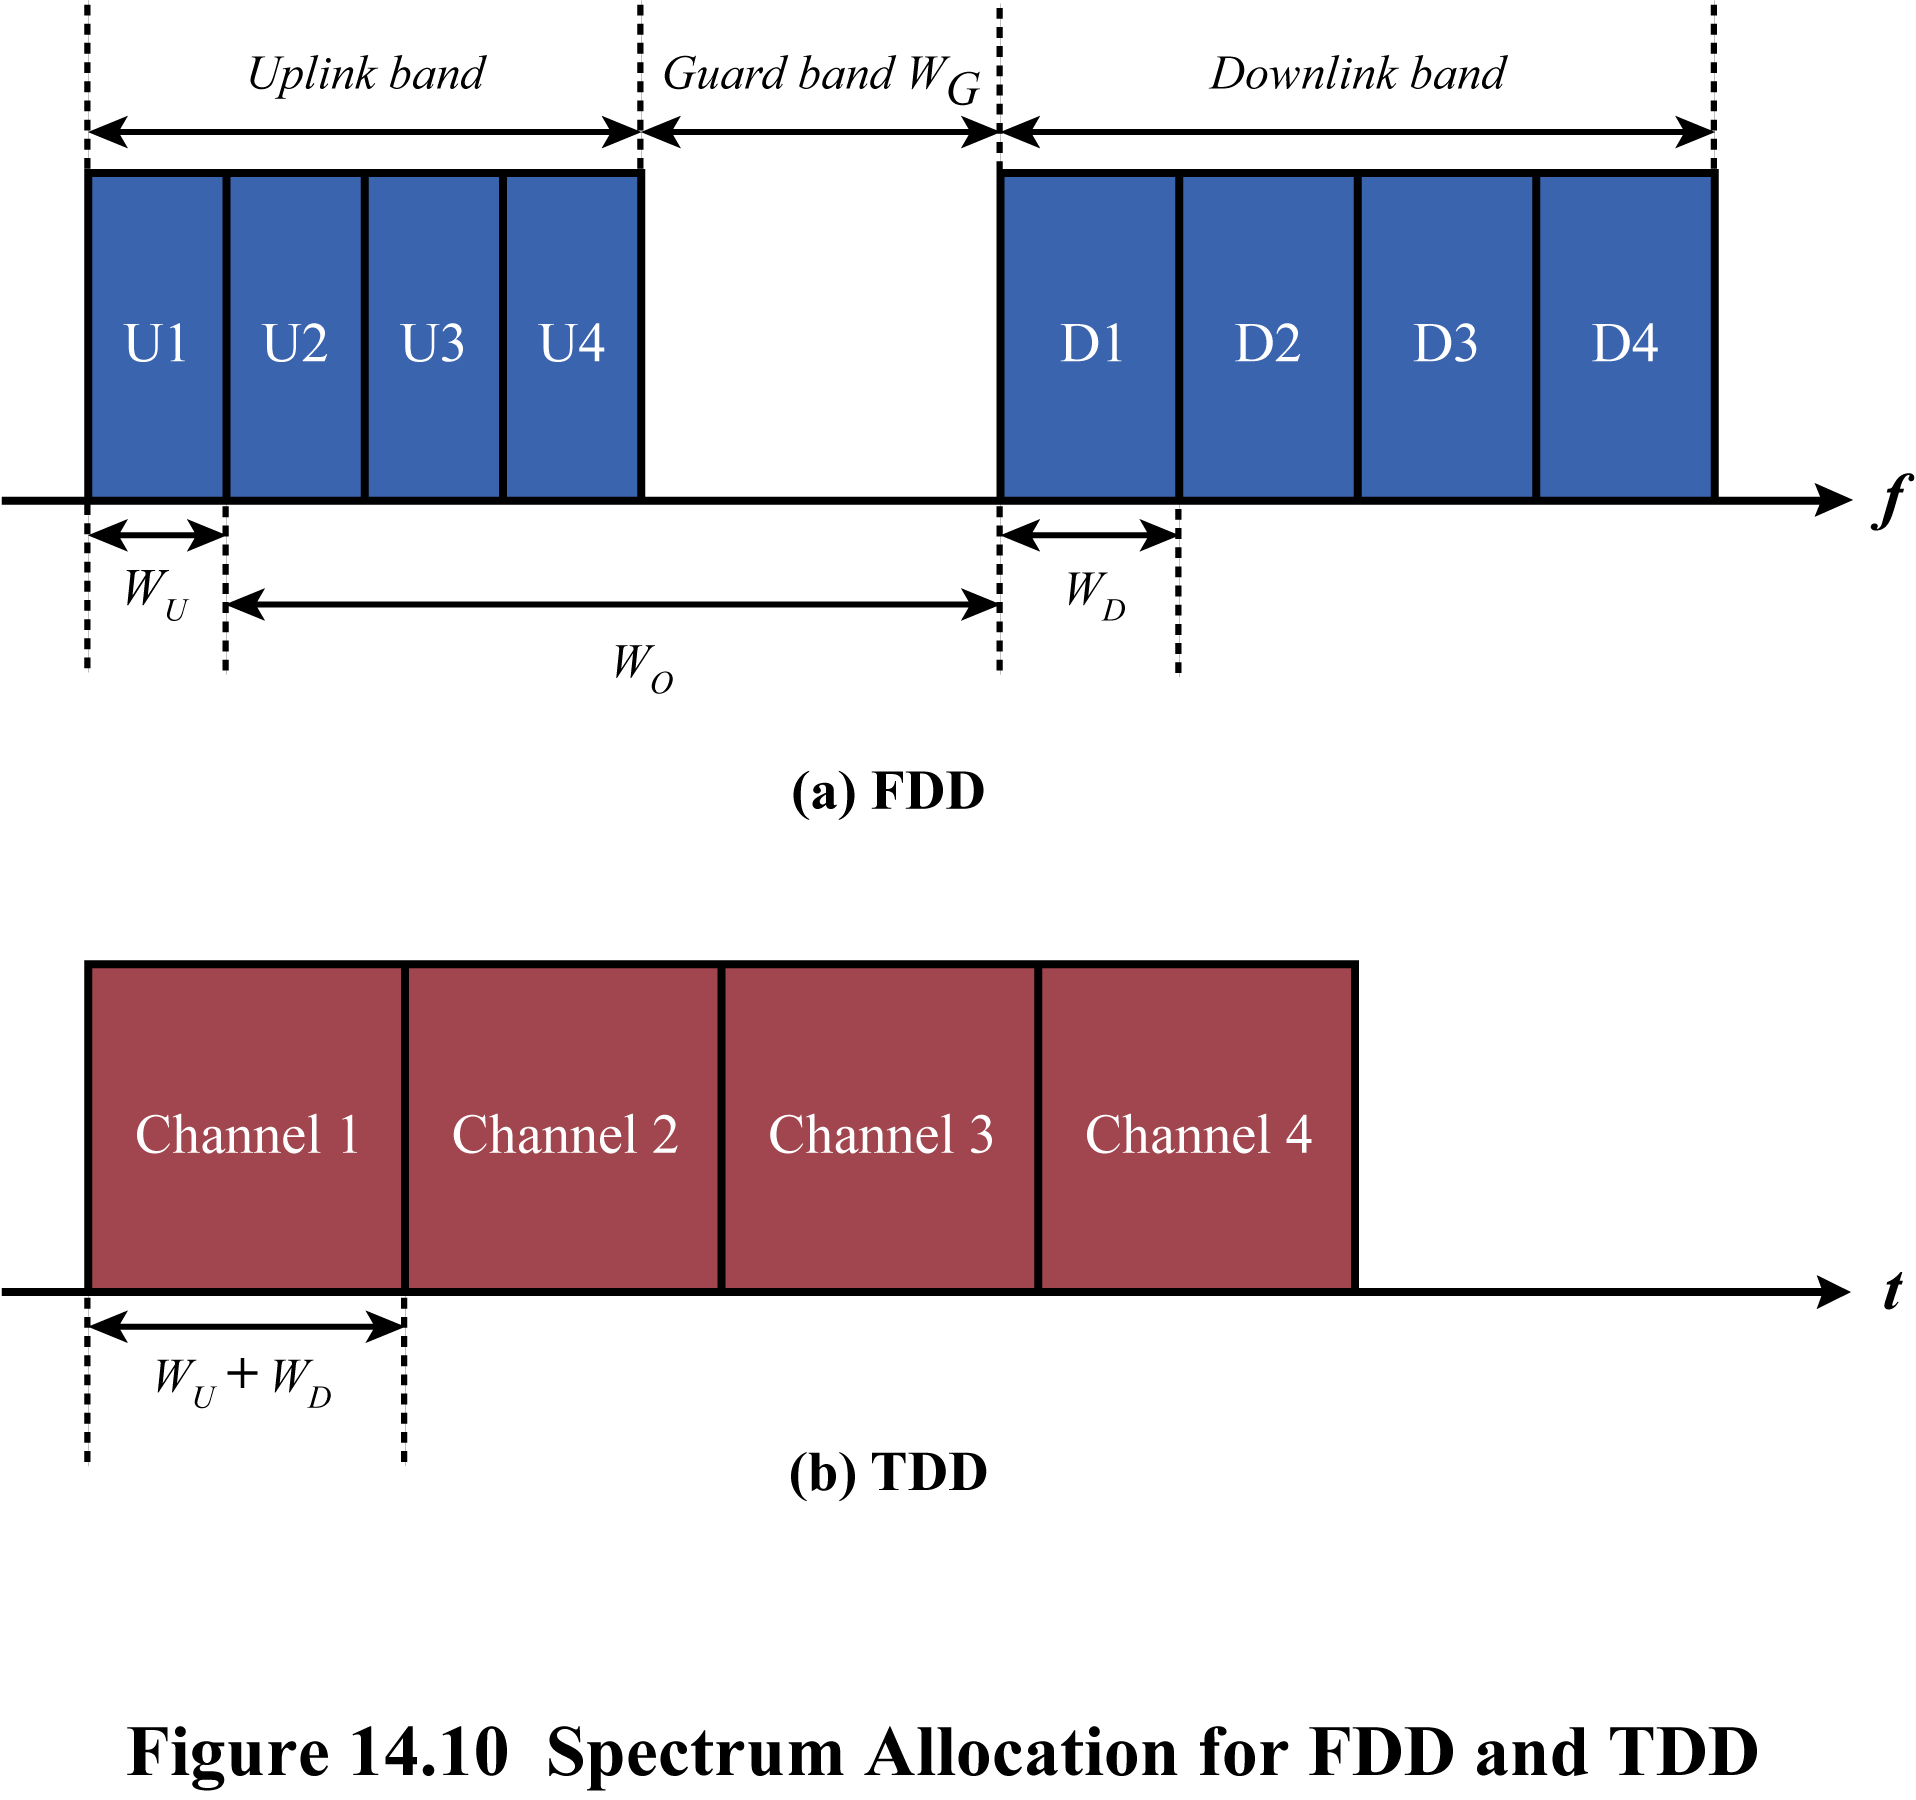 Uplink band Guard band W_G Downlink band
U1 U2 U3 U4 D1 D2 D3 D4
f
W_U W_D
W_O
(a) FDD
Channel 1 Channel 2 Channel 3 Channel 4
t
W_U + W_D
(b) TDD
Figure 14.10 Spectrum Allocation for FDD and TDD